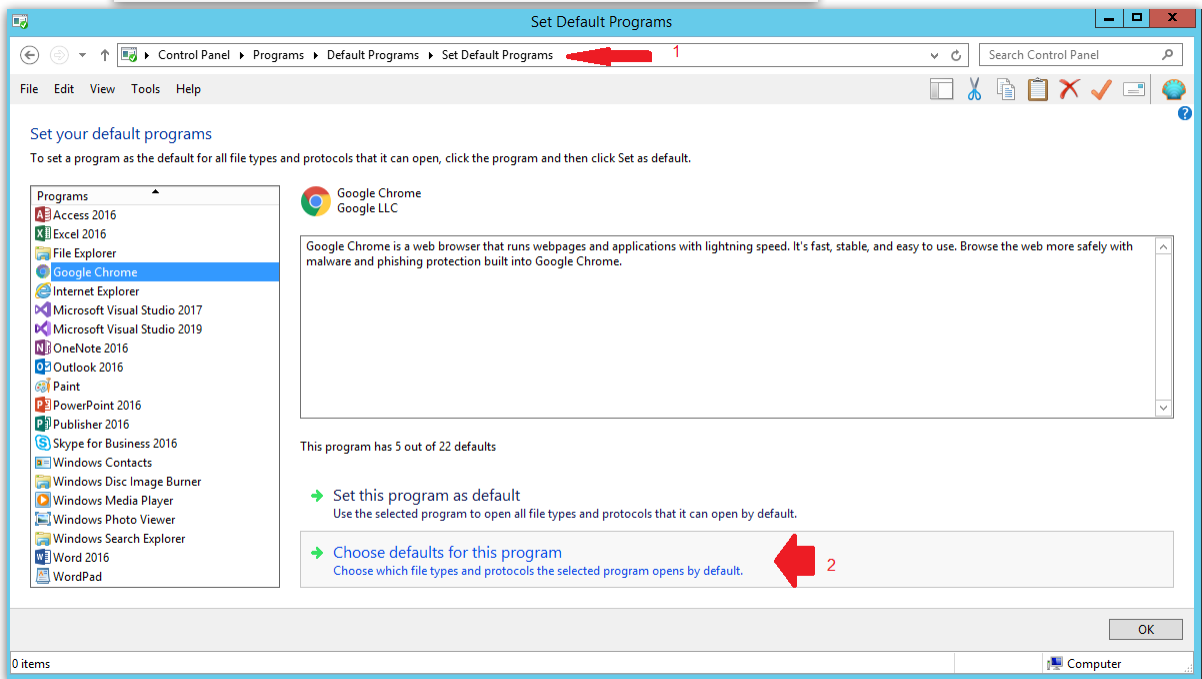 Set Default Programs
Control Panel Programs Default Programs Set Default Programs 1 Search Control Panel
File Edit View Tools Help
?
Set your default programs
To set a program as the default for all file types and protocols that it can open, click the program and then click Set as default.
Programs
Access 2016
Excel 2016
File Explorer
Google Chrome
Internet Explorer
Microsoft Visual Studio 2017
Microsoft Visual Studio 2019
OneNote 2016
Outlook 2016
Paint
PowerPoint 2016
Publisher 2016
Skype for Business 2016
Windows Contacts
Windows Disc Image Burner
Windows Media Player
Windows Photo Viewer
Windows Search Explorer
Word 2016
WordPad
Google Chrome
Google LLC
Google Chrome is a web browser that runs webpages and applications with lightning speed. It's fast, stable, and easy to use. Browse the web more safely with
malware and phishing protection built into Google Chrome.
This program has 5 out of 22 defaults
Set this program as default
Use the selected program to open all file types and protocols that it can open by default.
Choose defaults for this program
Choose which file types and protocols the selected program opens by default.
2
OK
0 items Computer